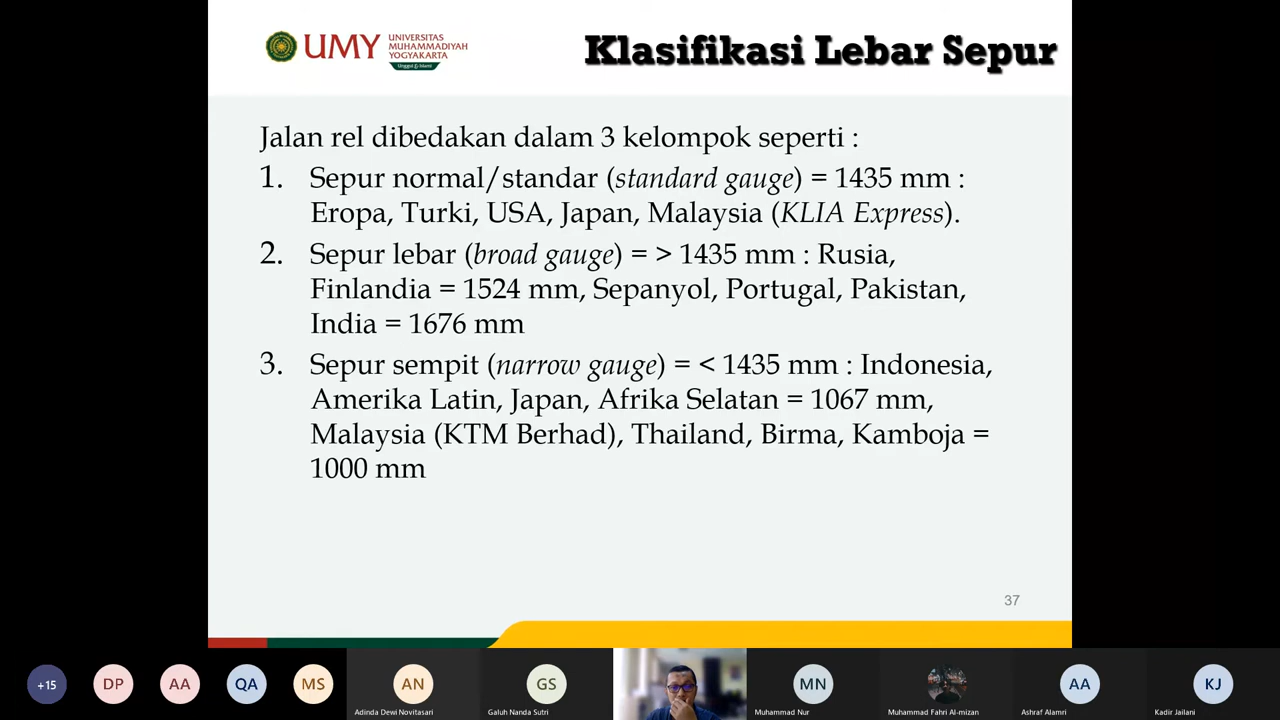 UMY UNIVERSITAS
MUHAMMADIYAH
YOGYAKARTA
Unggul & Islami
Klasifikasi Lebar Sepur
Jalan rel dibedakan dalam 3 kelompok seperti :
1. Sepur normal/standar (standard gauge) = 1435 mm :
Eropa, Turki, USA, Japan, Malaysia (KLIA Express).
2. Sepur lebar (broad gauge) = > 1435 mm : Rusia,
Finlandia = 1524 mm, Sepanyol, Portugal, Pakistan,
India = 1676 mm
3. Sepur sempit (narrow gauge) = < 1435 mm : Indonesia,
Amerika Latin, Japan, Afrika Selatan = 1067 mm,
Malaysia (KTM Berhad), Thailand, Birma, Kamboja =
1000 mm
37
+15 DP AA QA MS AN GS MN AA KJ
Adinda Dewi Novitasari Galuh Nanda Sutri Muhammad Nur Muhammad Fahri Al-mizan Ashraf Alamri Kadir Jailani